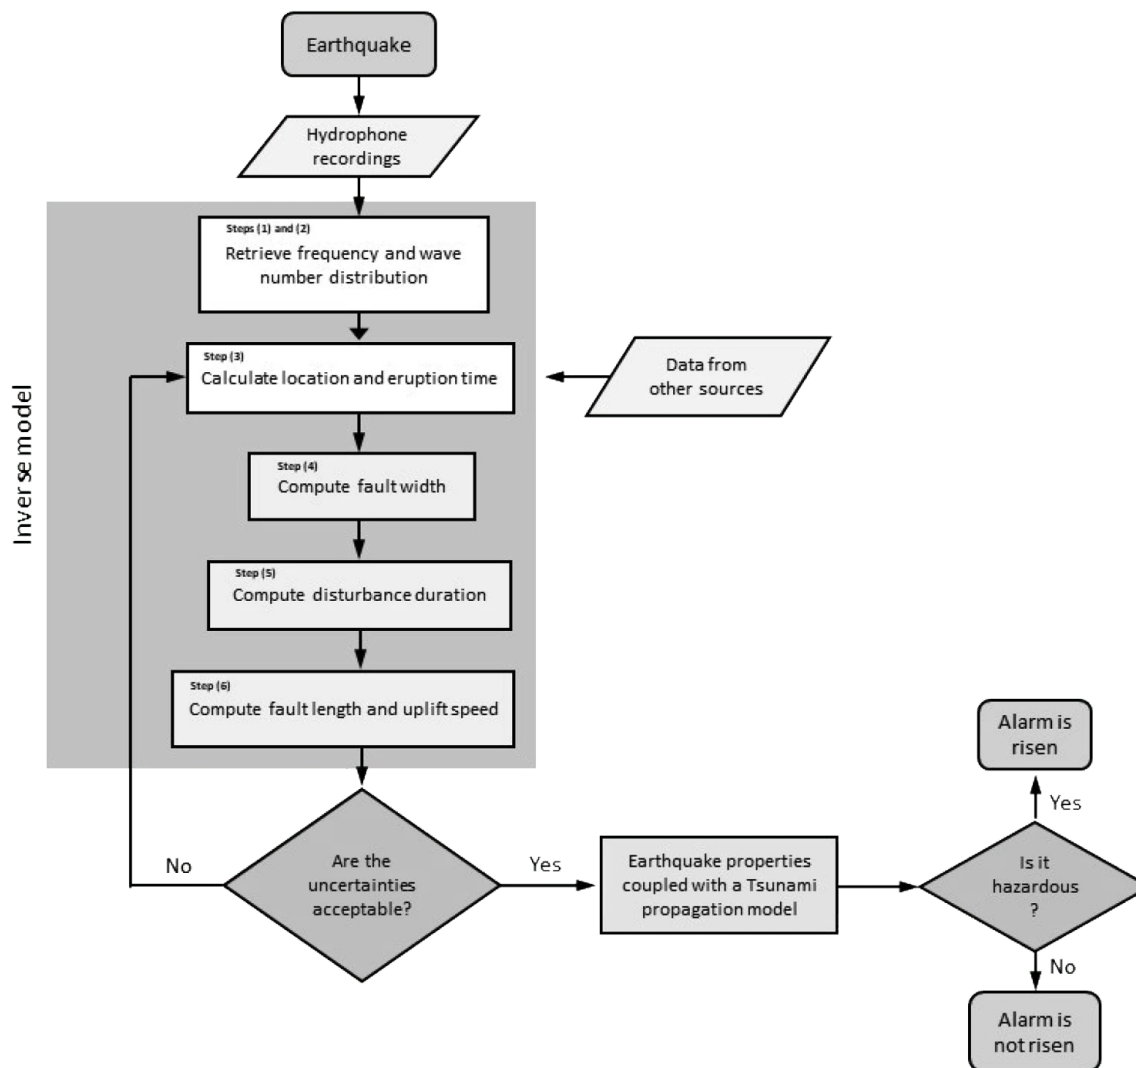 Earthquake
Hydrophone
recordings
Steps (1) and (2)
Retrieve frequency and wave
number distribution
Step (3)
Calculate location and eruption time
Data from
other sources
Inverse model
Step (4)
Compute fault width
Step (5)
Compute disturbance duration
Step (6)
Compute fault length and uplift speed
Are the
uncertainties
acceptable?
No
Yes
Earthquake properties
coupled with a Tsunami
propagation model
Is it
hazardous
?
Yes
Alarm is
risen
No
Alarm is
not risen